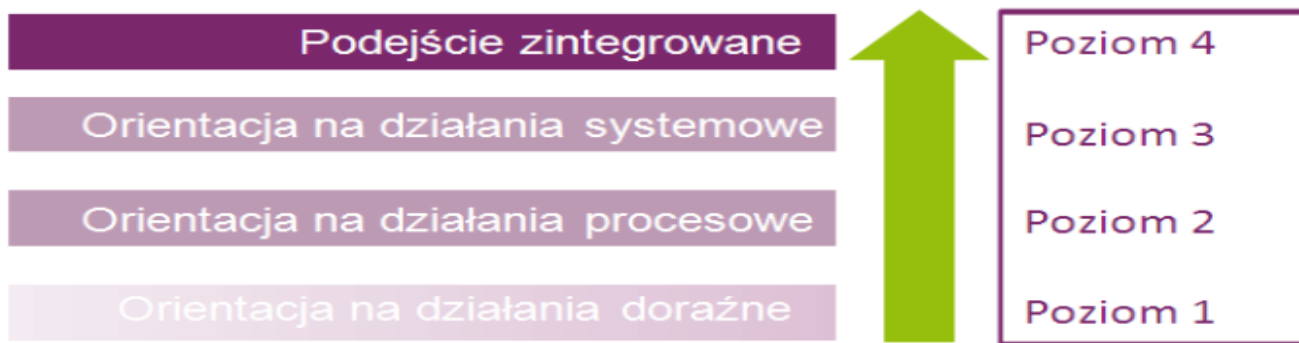 Podejście zintegrowane
Poziom 4
Orientacja na działania systemowe
Poziom 3
Orientacja na działania procesowe
Poziom 2
Orientacja na działania doraźne
Poziom 1